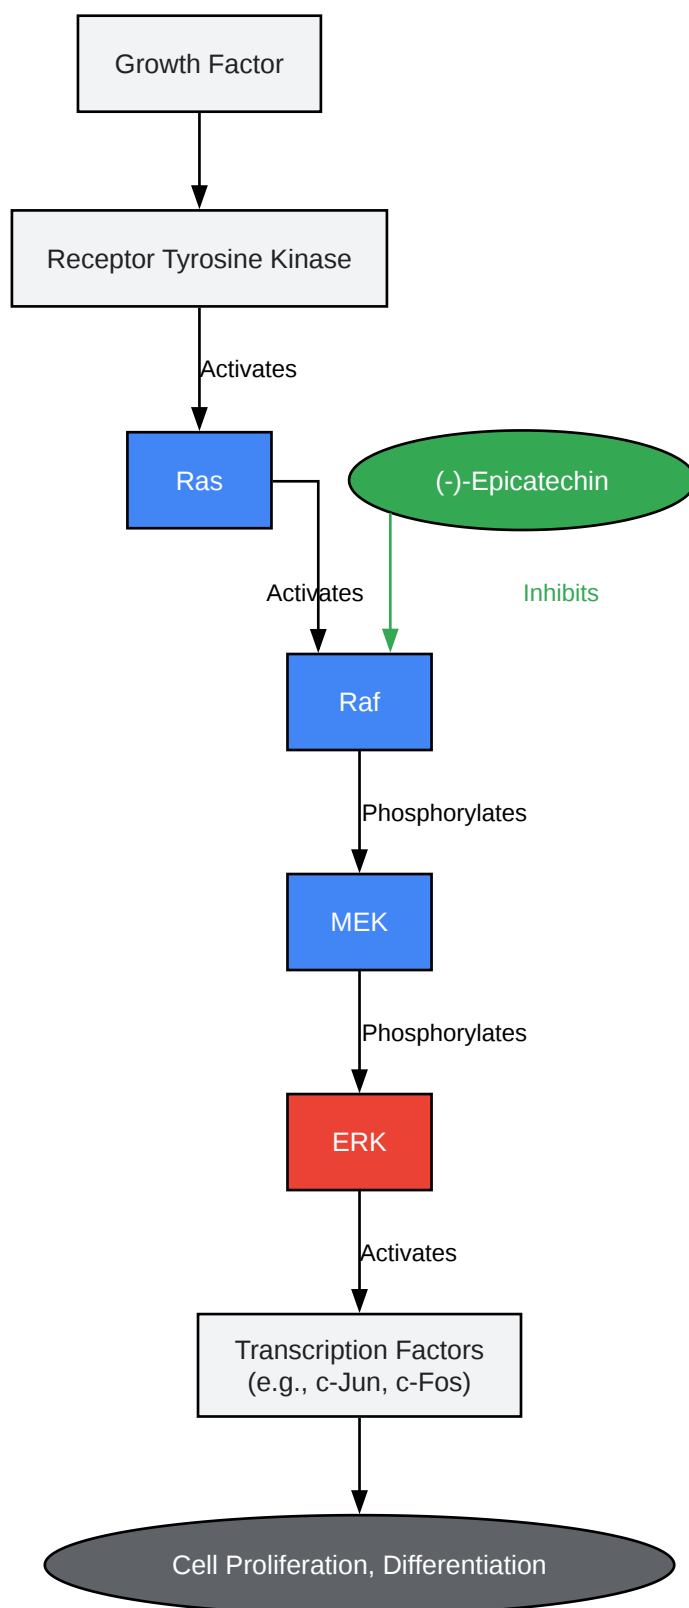 Growth Factor
Receptor Tyrosine Kinase
Activates
Ras
(-)-Epicatechin
Activates
Inhibits
Raf
Phosphorylates
MEK
Phosphorylates
ERK
Activates
Transcription Factors
(e.g., c-Jun, c-Fos)
Cell Proliferation, Differentiation